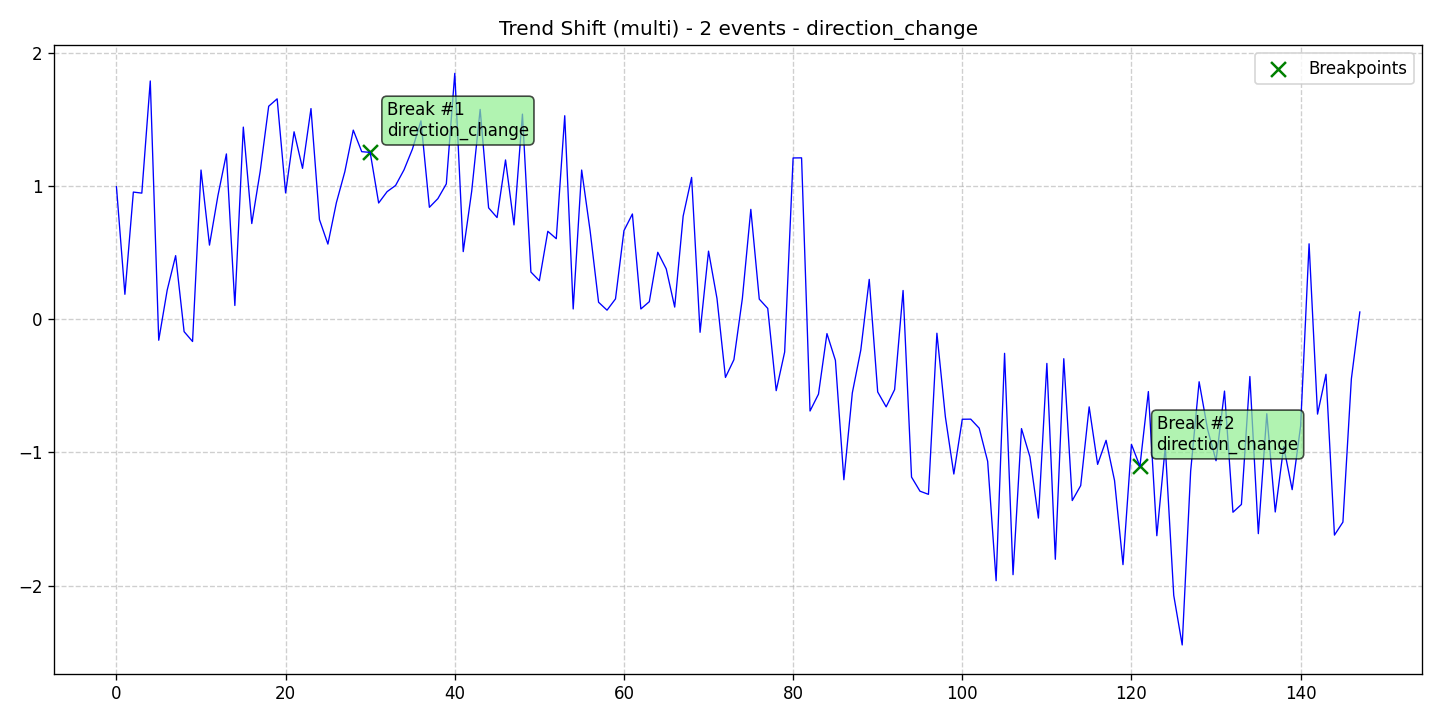 Trend Shift (multi) - 2 events - direction_change
Breakpoints
Break #1
direction_change
Break #2
direction_change
2
1
0
−1
−2
0
20
40
60
80
100
120
140